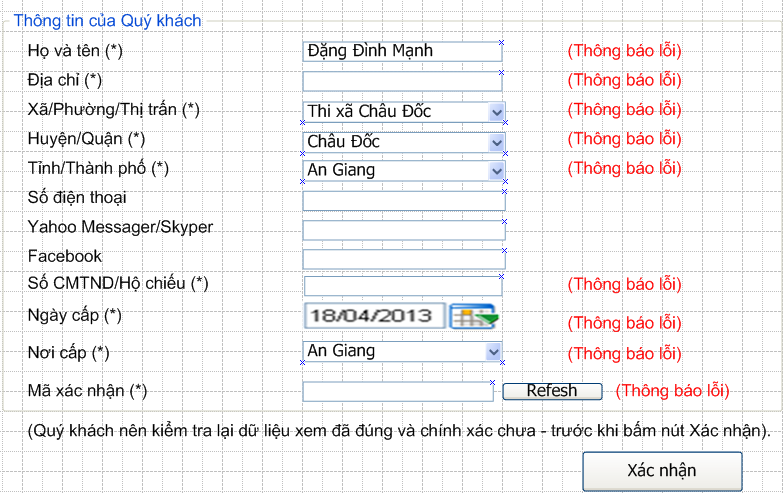 Thông tin của Quý khách
Họ và tên (*) Đặng Đình Mạnh (Thông báo lỗi)
Địa chỉ (*) (Thông báo lỗi)
Xã/Phường/Thị trấn (*) Thi xã Châu Đốc (Thông báo lỗi)
Huyện/Quận (*) Châu Đốc (Thông báo lỗi)
Tỉnh/Thành phố (*) An Giang (Thông báo lỗi)
Số điện thoại
Yahoo Messager/Skyper
Facebook
Số CMTND/Hộ chiếu (*) (Thông báo lỗi)
Ngày cấp (*) 18/04/2013 (Thông báo lỗi)
Nơi cấp (*) An Giang (Thông báo lỗi)
Mã xác nhận (*) Refesh (Thông báo lỗi)
(Quý khách nên kiểm tra lại dữ liệu xem đã đúng và chính xác chưa - trước khi bấm nút Xác nhận).
Xác nhận